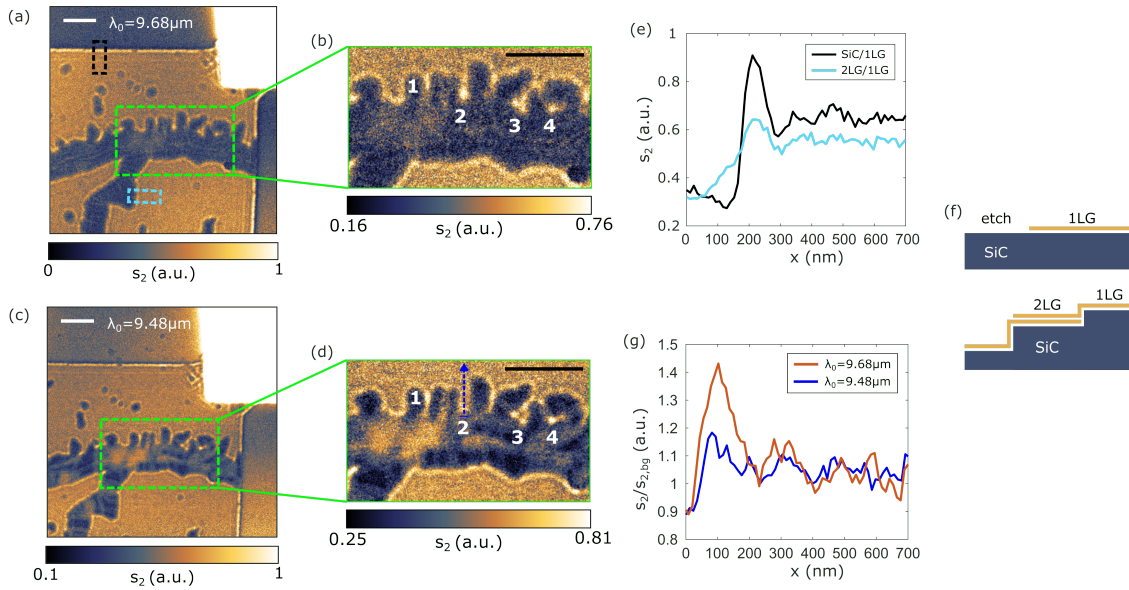 (a)
λ₀=9.68μm
0
1
s₂ (a.u.)
(b)
1
2
3
4
0.16
0.76
s₂ (a.u.)
(c)
λ₀=9.48μm
0.1
1
s₂ (a.u.)
(d)
1
2
3
4
0.25
0.81
s₂ (a.u.)
(e)
SiC/1LG
2LG/1LG
1
0.8
0.6
0.4
0.2
s₂ (a.u.)
0 100 200 300 400 500 600 700
x (nm)
(f)
etch 1LG
SiC
1LG
2LG
SiC
(g)
λ₀=9.68μm
λ₀=9.48μm
1.5
1.4
1.3
1.2
1.1
1
0.9
0.8
s₂/s₂,bg (a.u.)
0 100 200 300 400 500 600 700
x (nm)